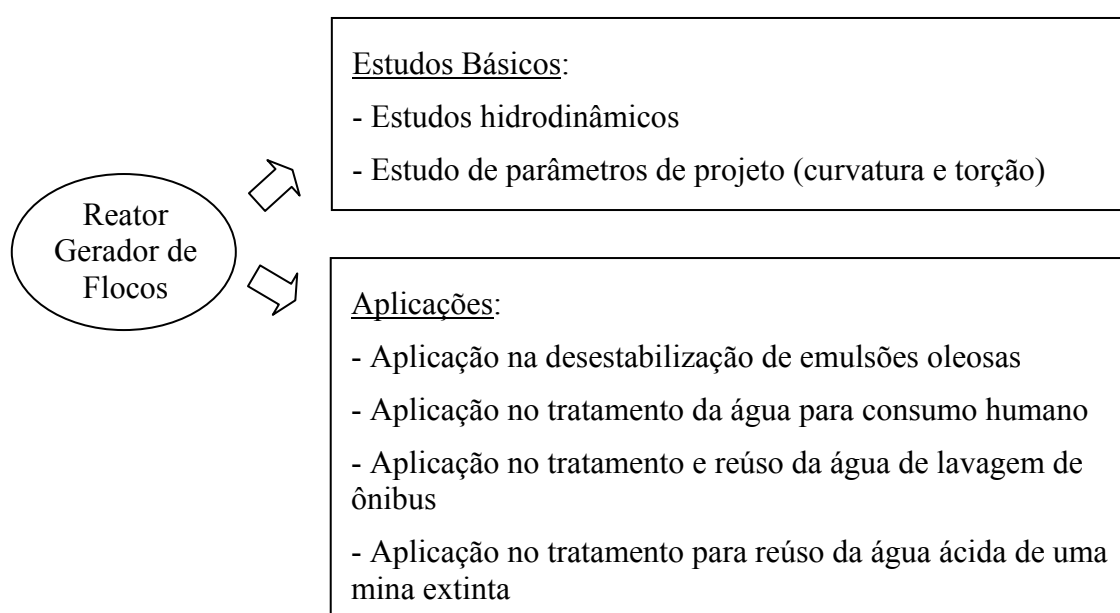 Reator
Gerador de
Flocos
Estudos Básicos:
- Estudos hidrodinâmicos
- Estudo de parâmetros de projeto (curvatura e torção)
Aplicações:
- Aplicação na desestabilização de emulsões oleosas
- Aplicação no tratamento da água para consumo humano
- Aplicação no tratamento e reúso da água de lavagem de
ônibus
- Aplicação no tratamento para reúso da água ácida de uma
mina extinta